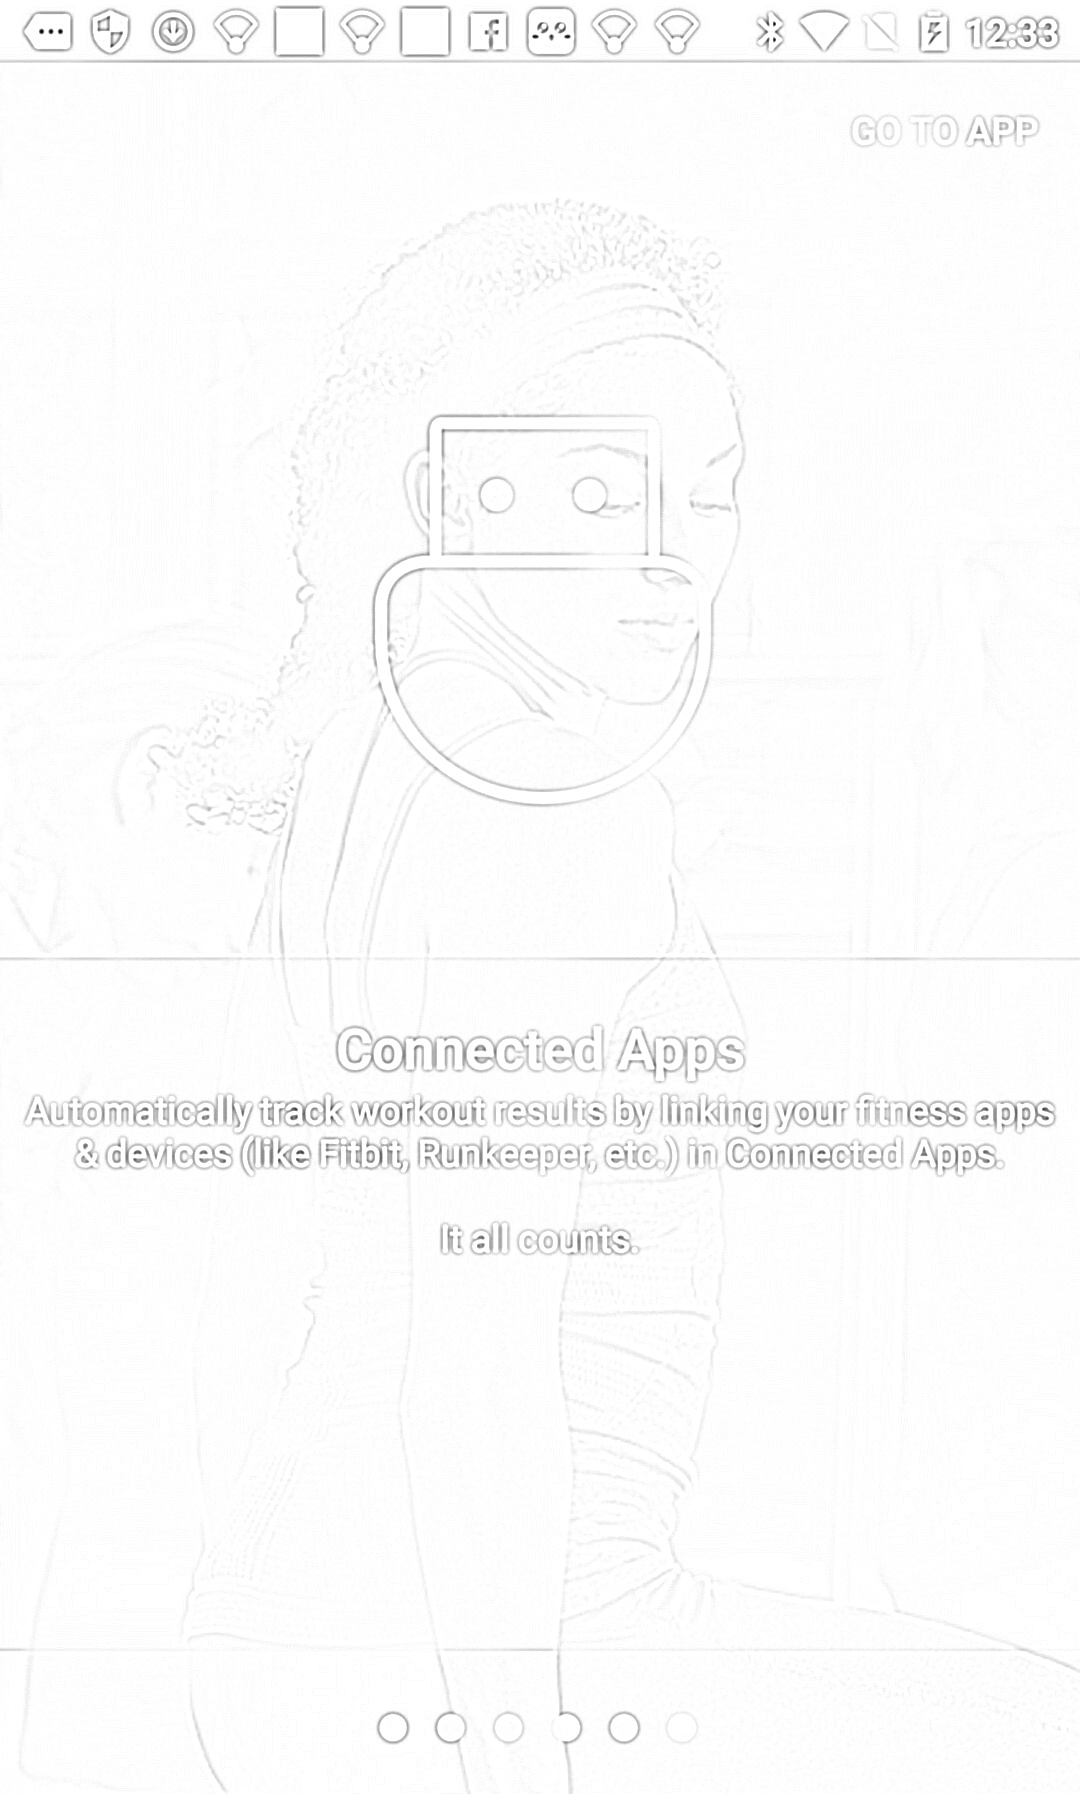 12:33
GO TO APP
Connected Apps
Automatically track workout results by linking your fitness apps
& devices (like Fitbit, Runkeeper, etc.) in Connected Apps.
It all counts.